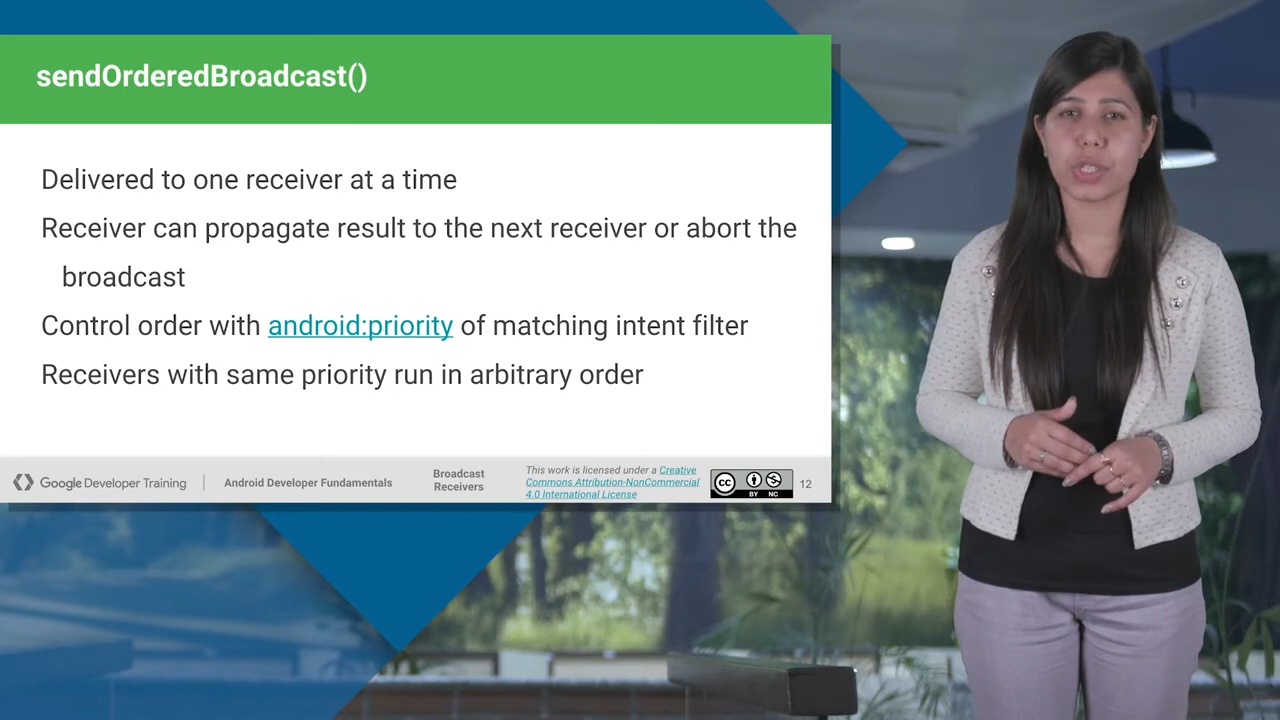 sendOrderedBroadcast()
Delivered to one receiver at a time
Receiver can propagate result to the next receiver or abort the
broadcast
Control order with android:priority of matching intent filter
Receivers with same priority run in arbitrary order
Google Developer Training
Android Developer Fundamentals
Broadcast
Receivers
This work is licensed under a Creative
Commons Attribution-NonCommercial
4.0 International License
cc
BY NC
12